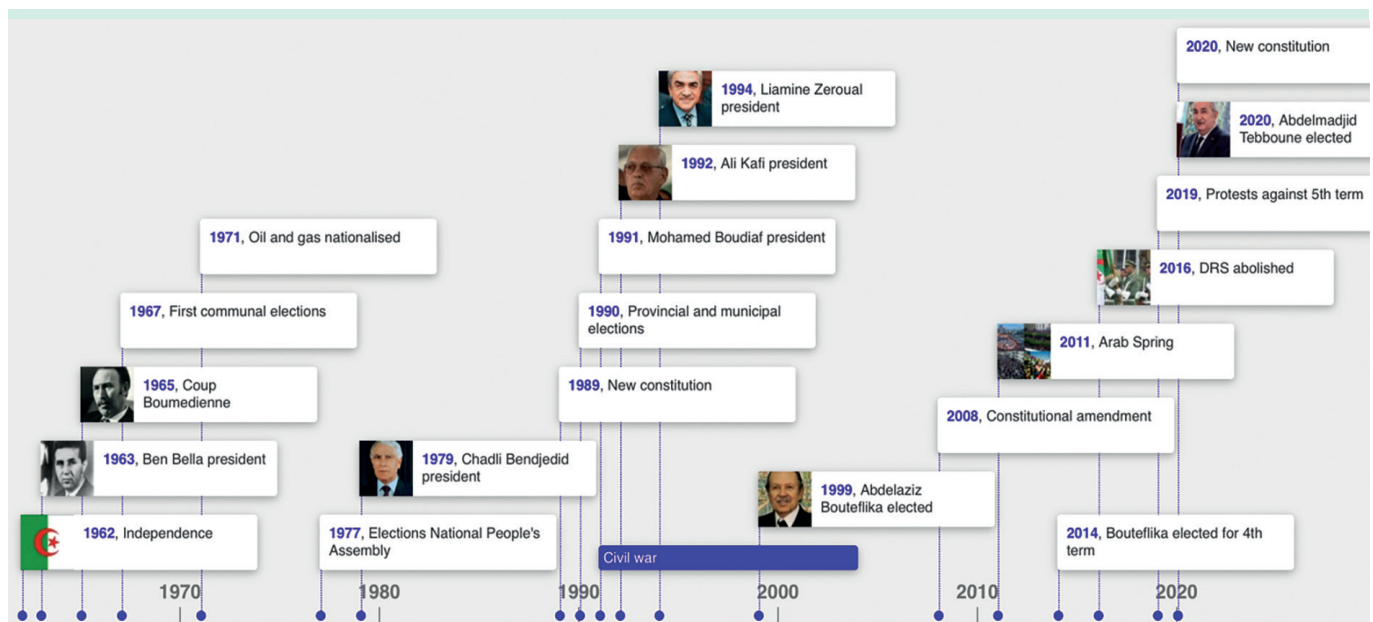 2020, New constitution
1994, Liamine Zeroual
president
2020, Abdelmadjid
Tebboune elected
1992, Ali Kafi president
2019, Protests against 5th term
1971, Oil and gas nationalised
1991, Mohamed Boudiaf president
2016, DRS abolished
1967, First communal elections
1990, Provincial and municipal
elections
2011, Arab Spring
1965, Coup
Boumedienne
1989, New constitution
2008, Constitutional amendment
1963, Ben Bella president
1979, Chadli Bendjedid
president
1999, Abdelaziz
Bouteflika elected
1962, Independence
1977, Elections National People's
Assembly
2014, Bouteflika elected for 4th
term
Civil war
1970 1980 1990 2000 2010 2020